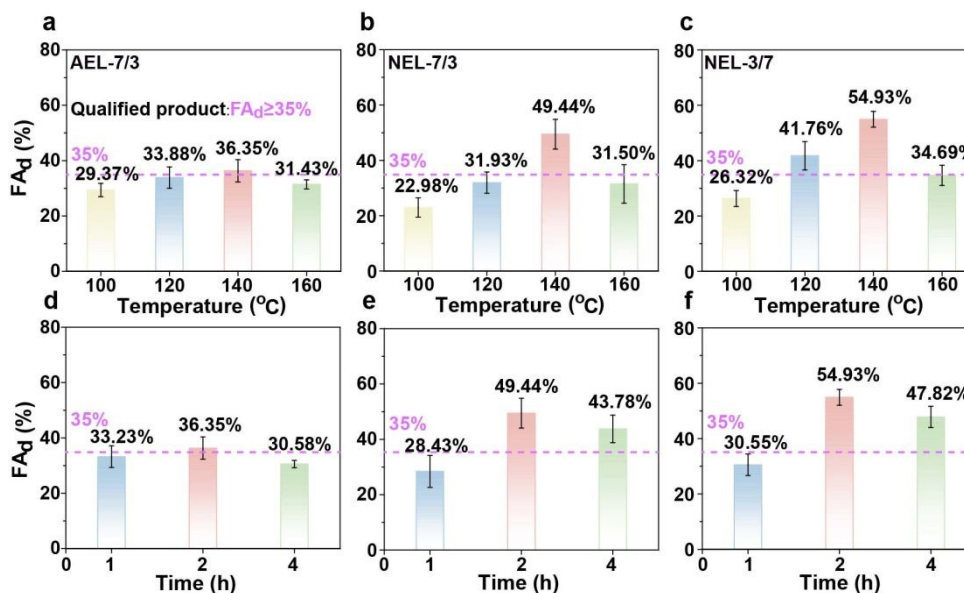 a
AEL-7/3
Qualified product:FAd≥35%
35%
29.37%
33.88%
36.35%
31.43%
FAd (%)
80
60
40
20
0
100 120 140 160
Temperature (°C)
b
NEL-7/3
35%
22.98%
31.93%
49.44%
31.50%
80
60
40
20
0
100 120 140 160
Temperature (°C)
c
NEL-3/7
35%
26.32%
41.76%
54.93%
34.69%
80
60
40
20
0
100 120 140 160
Temperature (°C)
d
35%
33.23%
36.35%
30.58%
FAd (%)
80
60
40
20
0
0 1 2 4
Time (h)
e
35%
28.43%
49.44%
43.78%
80
60
40
20
0
0 1 2 4
Time (h)
f
35%
30.55%
54.93%
47.82%
80
60
40
20
0
0 1 2 4
Time (h)